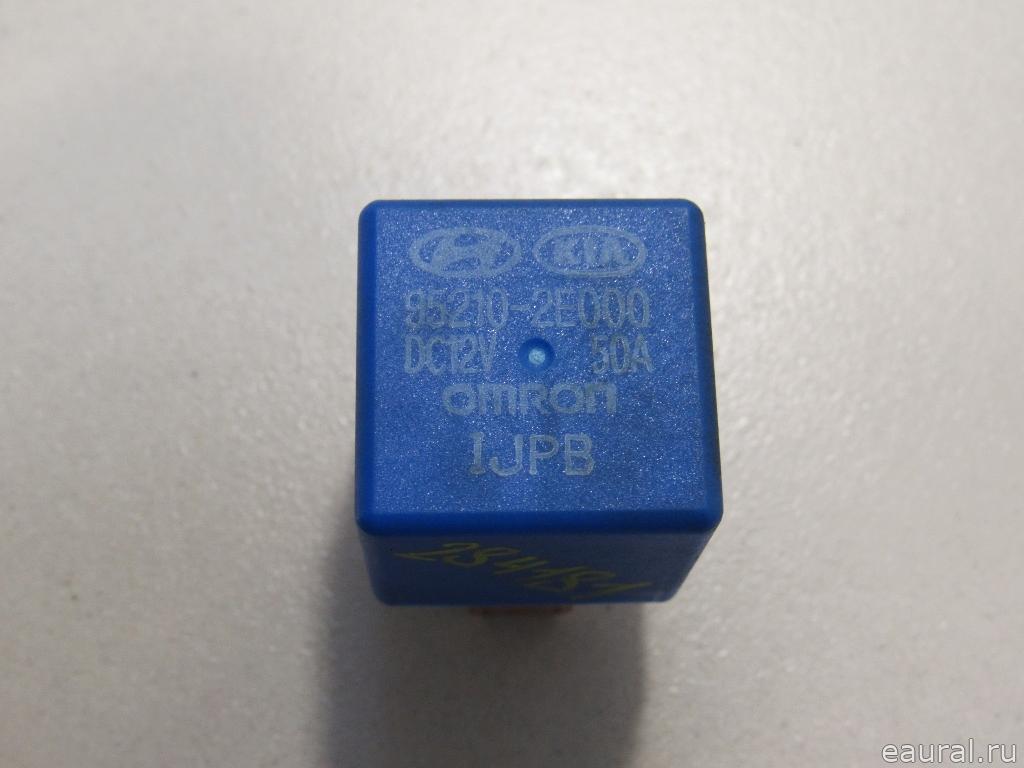 KIA
95210-2E000
DC12V 50A
omron
IJPB
eaural.ru